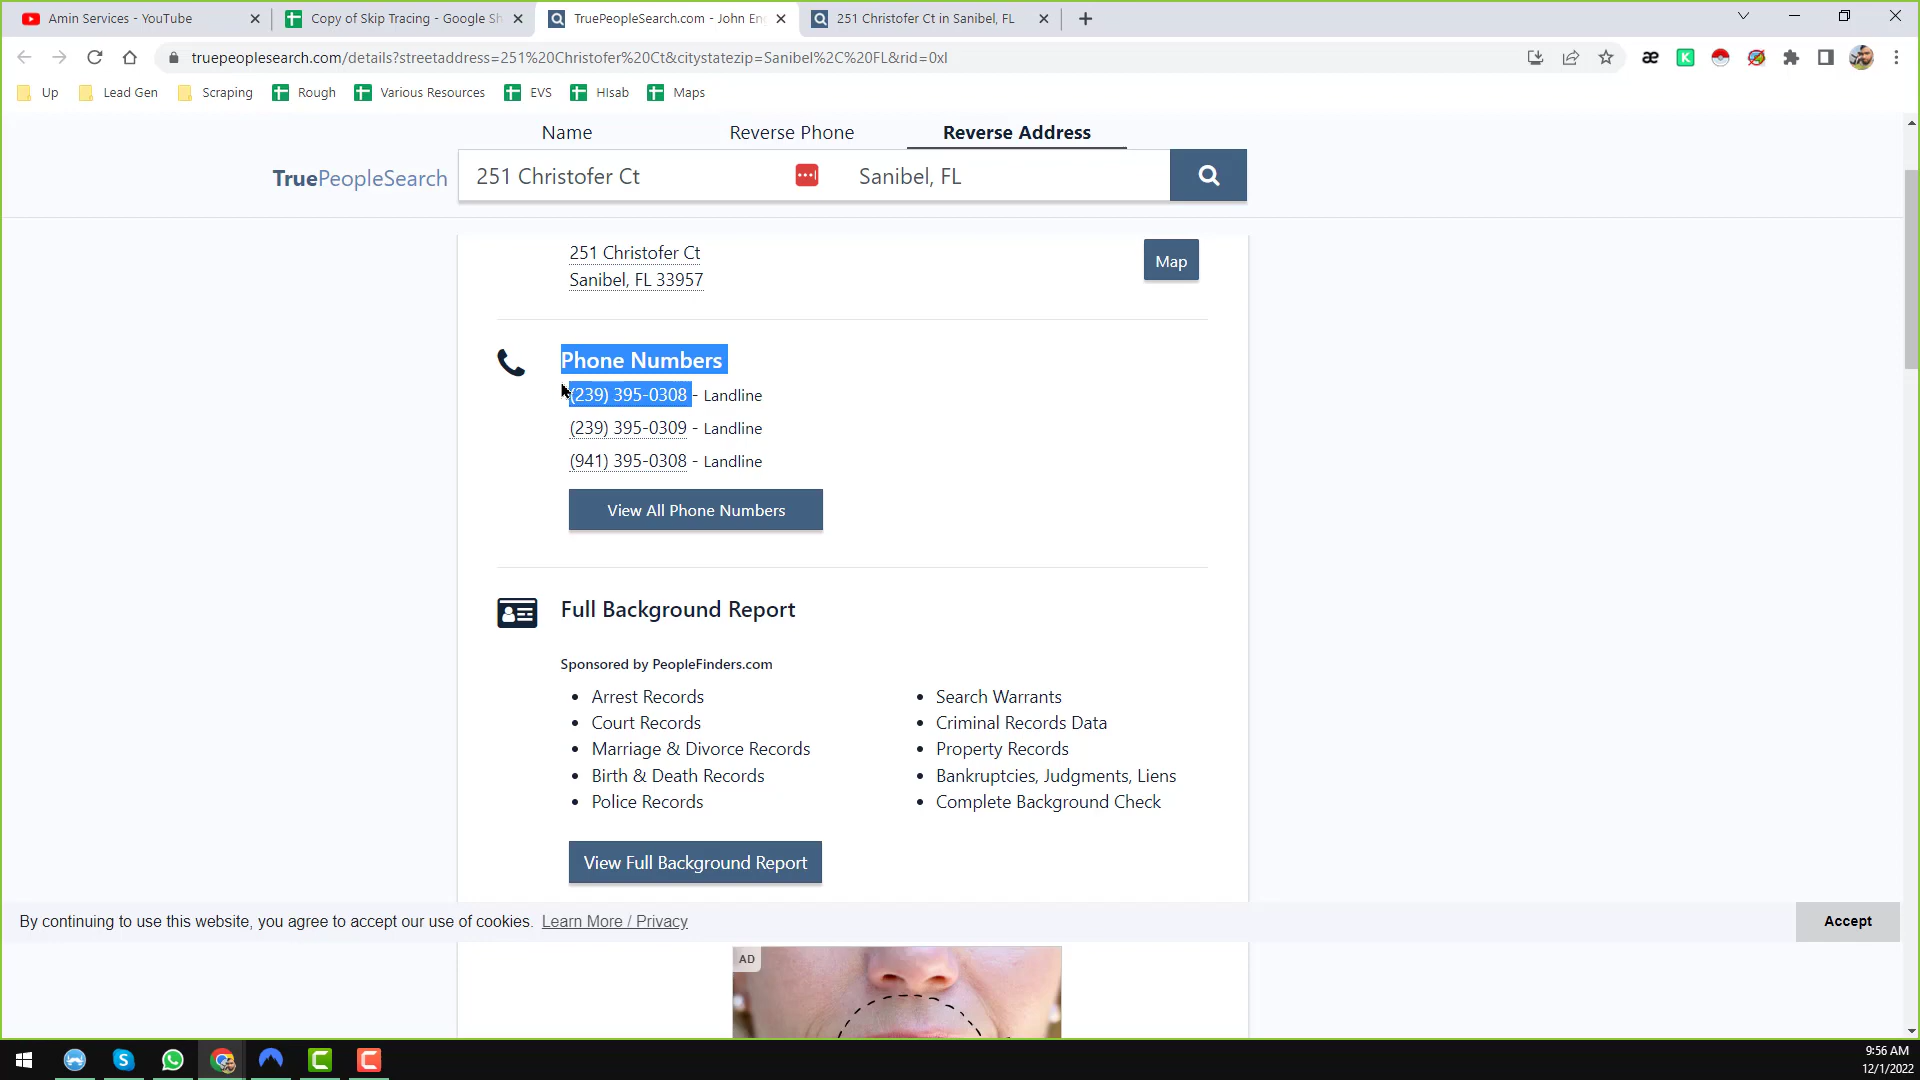 Amin Services - YouTube
Copy of Skip Tracing - Google Sh
TruePeopleSearch.com - John En
251 Christofer Ct in Sanibel, FL
truepeoplesearch.com/details?streetaddress=251%20Christofer%20Ct&citystatezip=Sanibel%2C%20FL&rid=0xl
Up
Lead Gen
Scraping
Rough
Various Resources
EVS
HIsab
Maps
Name
Reverse Phone
Reverse Address
TruePeopleSearch
251 Christofer Ct
Sanibel, FL
251 Christofer Ct
Sanibel, FL 33957
Map
Phone Numbers
(239) 395-0308 - Landline
(239) 395-0309 - Landline
(941) 395-0308 - Landline
View All Phone Numbers
Full Background Report
Sponsored by PeopleFinders.com
• Arrest Records
• Court Records
• Marriage & Divorce Records
• Birth & Death Records
• Police Records
• Search Warrants
• Criminal Records Data
• Property Records
• Bankruptcies, Judgments, Liens
• Complete Background Check
View Full Background Report
By continuing to use this website, you agree to accept our use of cookies. Learn More / Privacy
Accept
AD
9:56 AM
12/1/2022